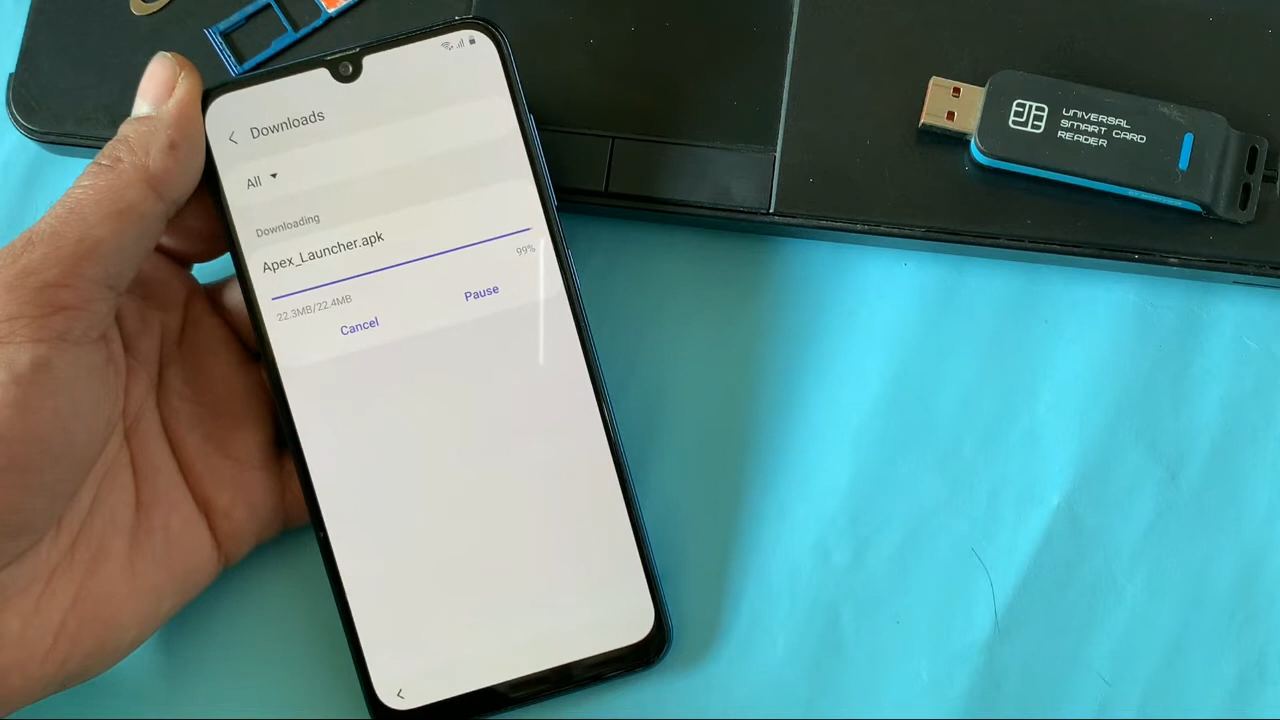 Downloads
All
Downloading
Apex_Launcher.apk
99%
22.3MB/22.4MB
Cancel
Pause
UNIVERSAL
SMART CARD
READER